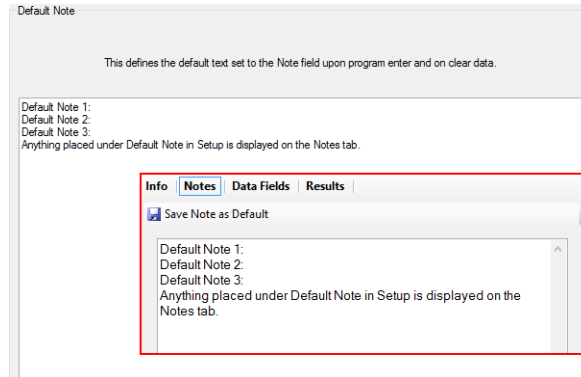 Default Note
This defines the default text set to the Note field upon program enter and on clear data.
Default Note 1:
Default Note 2:
Default Note 3:
Anything placed under Default Note in Setup is displayed on the Notes tab.
Info Notes Data Fields Results
Save Note as Default
Default Note 1:
Default Note 2:
Default Note 3:
Anything placed under Default Note in Setup is displayed on the
Notes tab.